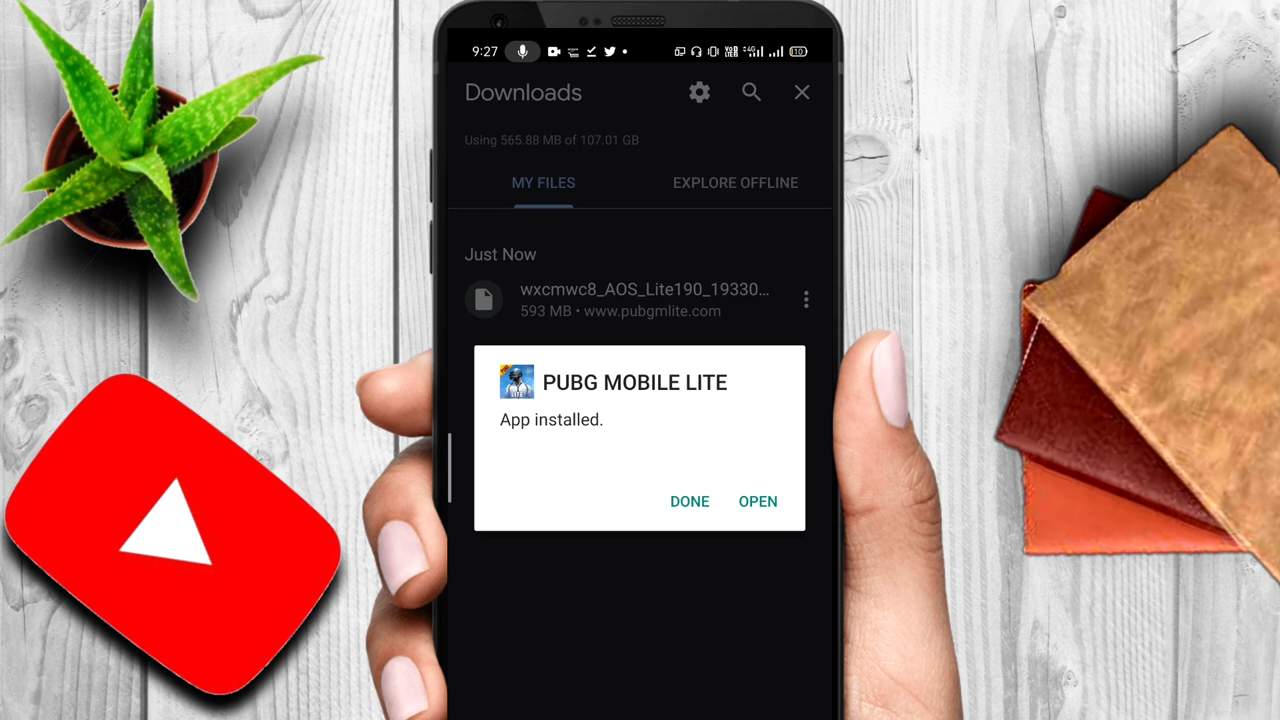 9:27
Downloads
Using 565.88 MB of 107.01 GB
MY FILES
EXPLORE OFFLINE
Just Now
wxcmwc8_AOS_Lite190_19330...
593 MB • www.pubgmlite.com
PUBG MOBILE LITE
App installed.
DONE
OPEN